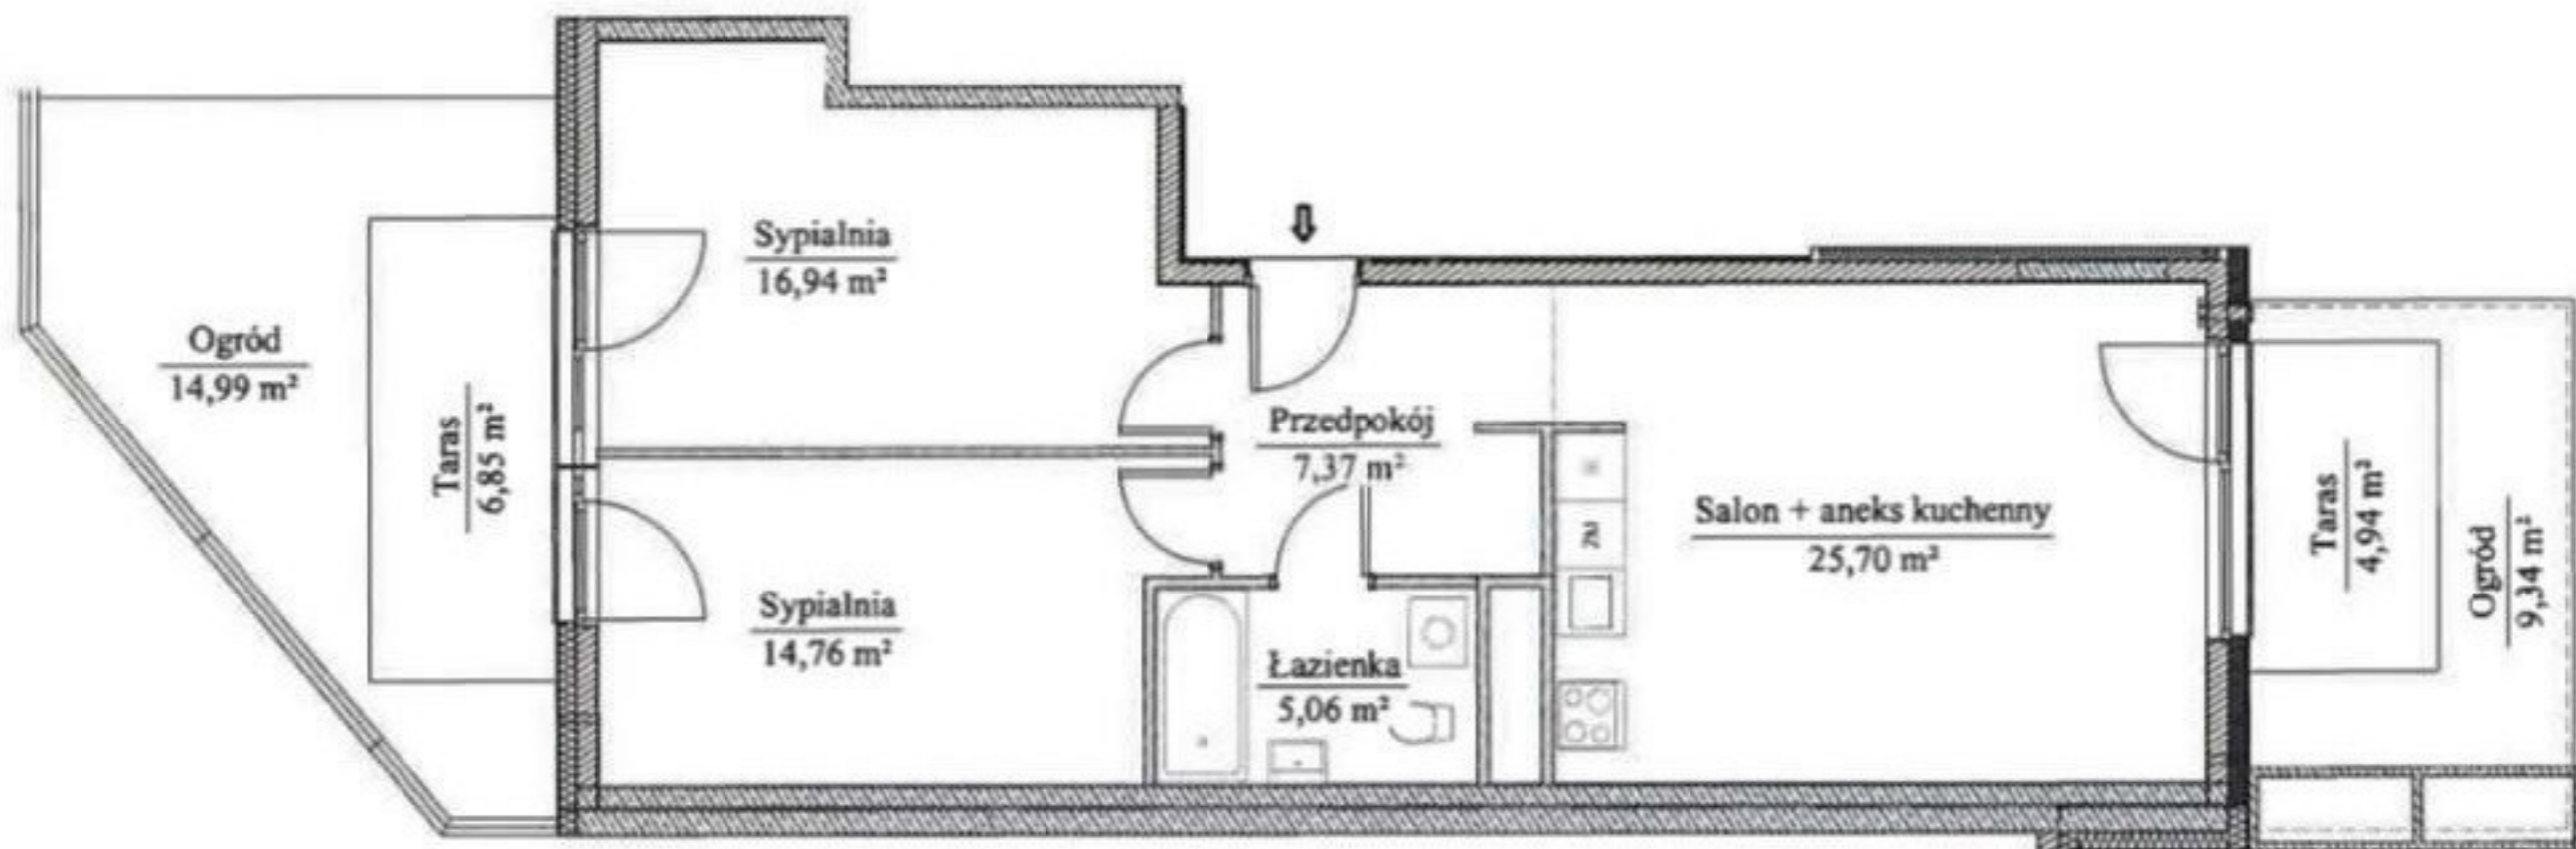 Sypialnia
16,94 m²
Ogród
14,99 m²
Taras
6,85 m²
Przedpokój
7,37 m²
Salon + aneks kuchenny
25,70 m²
Taras
4,94 m²
Ogród
9,34 m²
ZM
Sypialnia
14,76 m²
Łazienka
5,06 m²